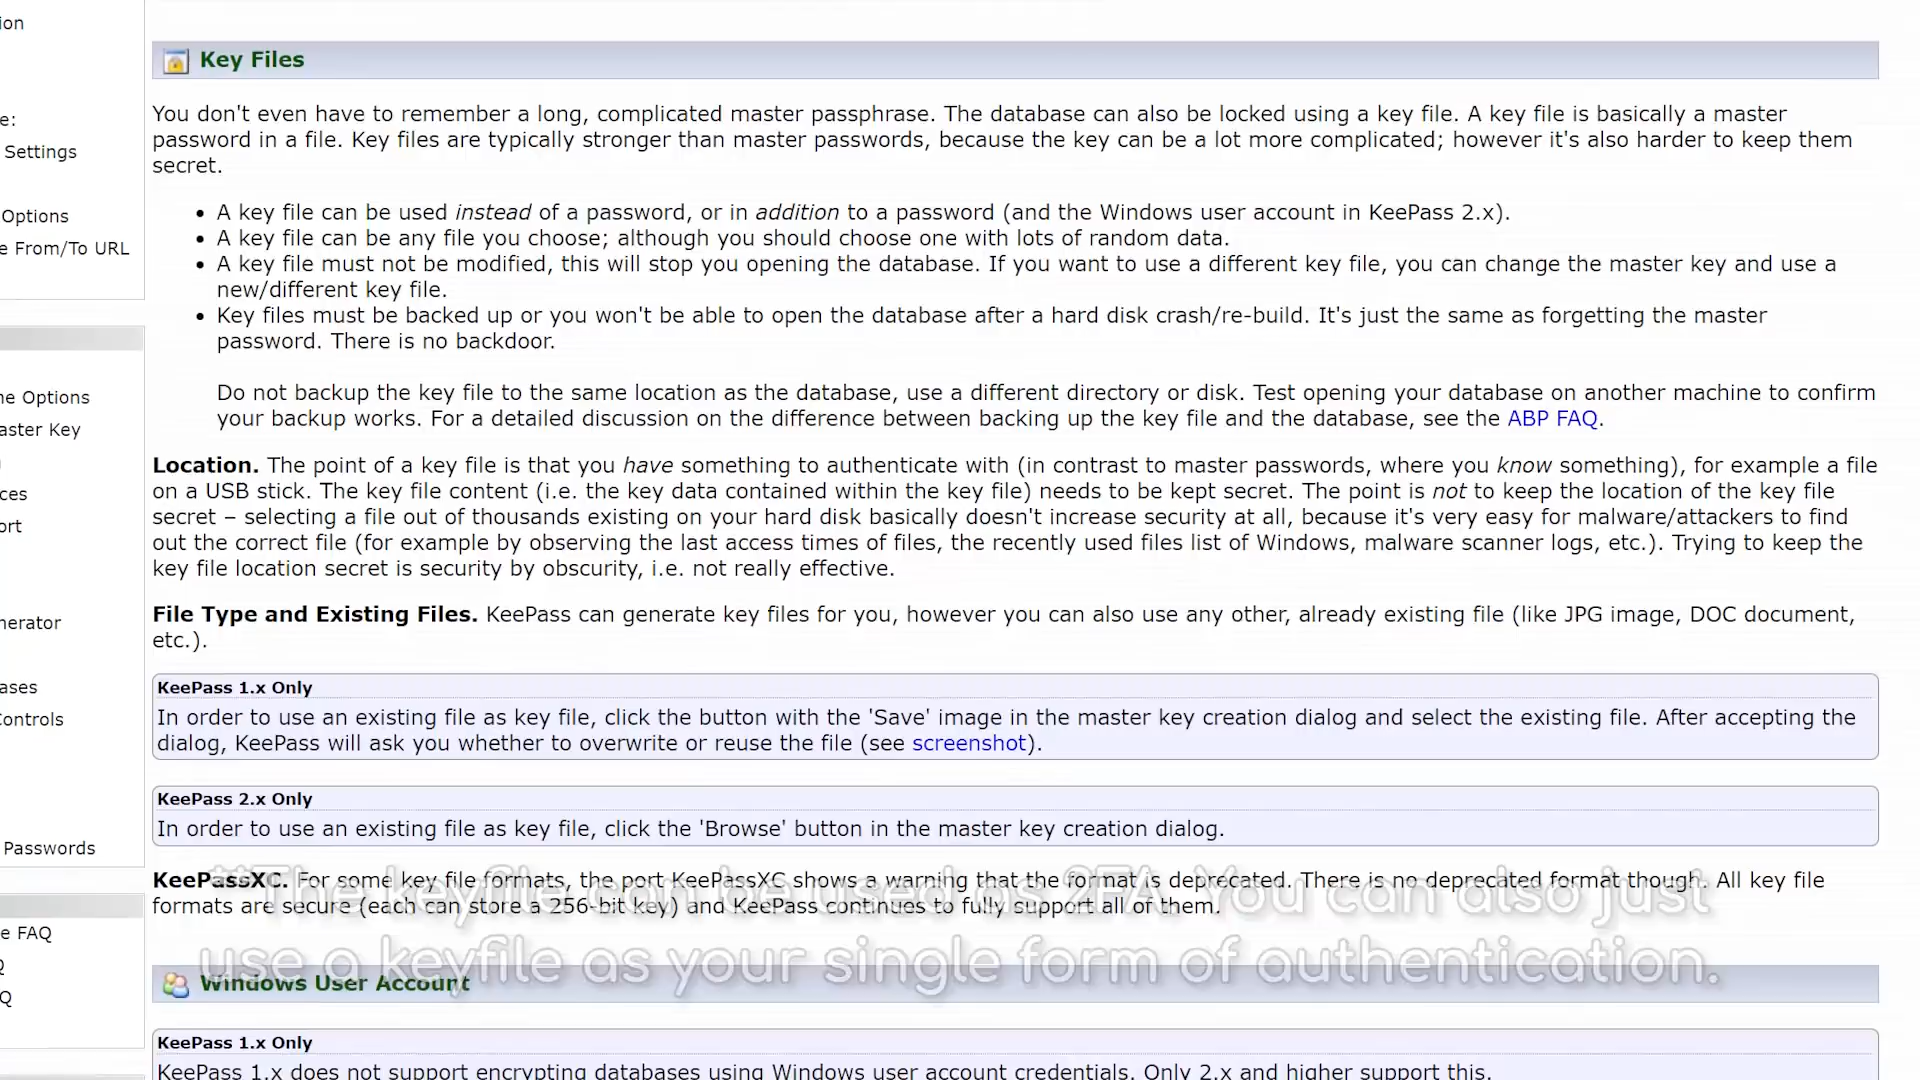 ion
e:
Settings
Options
e From/To URL
ne Options
aster Key
ces
ort
nerator
ases
Controls
Passwords
e FAQ
Q
Q
Key Files
You don't even have to remember a long, complicated master passphrase. The database can also be locked using a key file. A key file is basically a master
password in a file. Key files are typically stronger than master passwords, because the key can be a lot more complicated; however it's also harder to keep them
secret.
• A key file can be used instead of a password, or in addition to a password (and the Windows user account in KeePass 2.x).
• A key file can be any file you choose; although you should choose one with lots of random data.
• A key file must not be modified, this will stop you opening the database. If you want to use a different key file, you can change the master key and use a
new/different key file.
• Key files must be backed up or you won't be able to open the database after a hard disk crash/re-build. It's just the same as forgetting the master
password. There is no backdoor.
Do not backup the key file to the same location as the database, use a different directory or disk. Test opening your database on another machine to confirm
your backup works. For a detailed discussion on the difference between backing up the key file and the database, see the ABP FAQ.
Location. The point of a key file is that you have something to authenticate with (in contrast to master passwords, where you know something), for example a file
on a USB stick. The key file content (i.e. the key data contained within the key file) needs to be kept secret. The point is not to keep the location of the key file
secret – selecting a file out of thousands existing on your hard disk basically doesn't increase security at all, because it's very easy for malware/attackers to find
out the correct file (for example by observing the last access times of files, the recently used files list of Windows, malware scanner logs, etc.). Trying to keep the
key file location secret is security by obscurity, i.e. not really effective.
File Type and Existing Files. KeePass can generate key files for you, however you can also use any other, already existing file (like JPG image, DOC document,
etc.).
KeePass 1.x Only
In order to use an existing file as key file, click the button with the 'Save' image in the master key creation dialog and select the existing file. After accepting the
dialog, KeePass will ask you whether to overwrite or reuse the file (see screenshot).
KeePass 2.x Only
In order to use an existing file as key file, click the 'Browse' button in the master key creation dialog.
KeePassXC. For some key file formats, the port KeePassXC shows a warning that the format is deprecated. There is no deprecated format though. All key file
formats are secure (each can store a 256-bit key) and KeePass continues to fully support all of them.
**The keyfile can be used as 2FA. You can also just
use a keyfile as your single form of authentication.
Windows User Account
KeePass 1.x Only
KeePass 1.x does not support encrypting databases using Windows user account credentials. Only 2.x and higher support this.